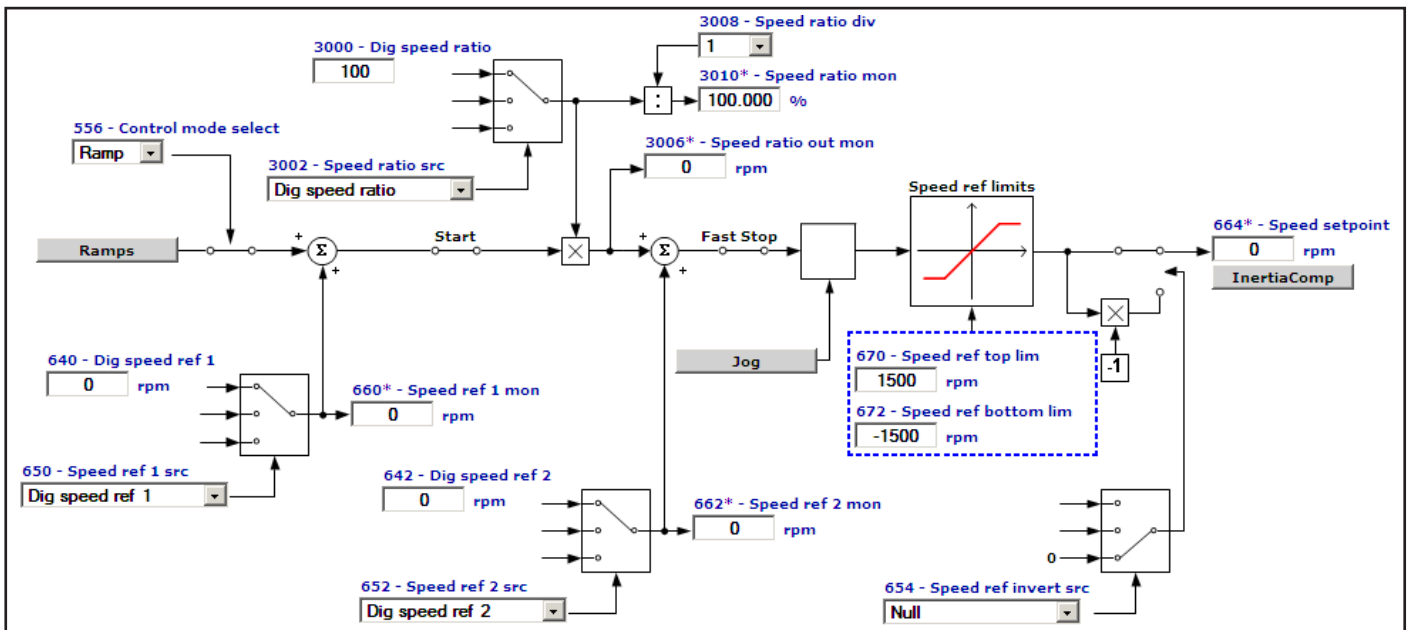 3008 - Speed ratio div
1
3000 - Dig speed ratio
100
3010* - Speed ratio mon
:
100.000 %
556 - Control mode select
Ramp
3006* - Speed ratio out mon
0 rpm
3002 - Speed ratio src
Dig speed ratio
Speed ref limits
Ramps
+
Σ
+
Start
×
+
Σ
+
Fast Stop
664* - Speed setpoint
0 rpm
InertiaComp
×
-1
640 - Dig speed ref 1
0 rpm
660* - Speed ref 1 mon
0 rpm
Jog
670 - Speed ref top lim
1500 rpm
672 - Speed ref bottom lim
-1500 rpm
650 - Speed ref 1 src
Dig speed ref 1
642 - Dig speed ref 2
0 rpm
662* - Speed ref 2 mon
0 rpm
0
652 - Speed ref 2 src
Dig speed ref 2
654 - Speed ref invert src
Null